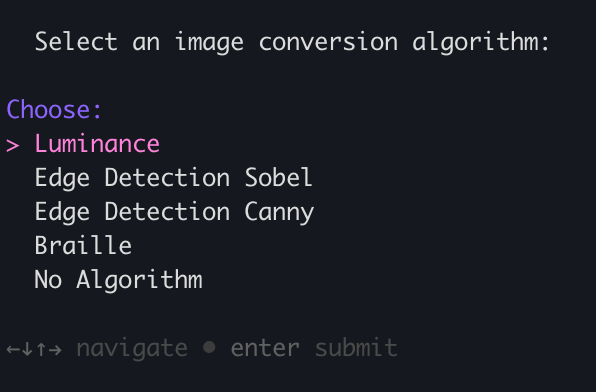 Select an image conversion algorithm:
Choose:
> Luminance
Edge Detection Sobel
Edge Detection Canny
Braille
No Algorithm
←↓↑→ navigate • enter submit